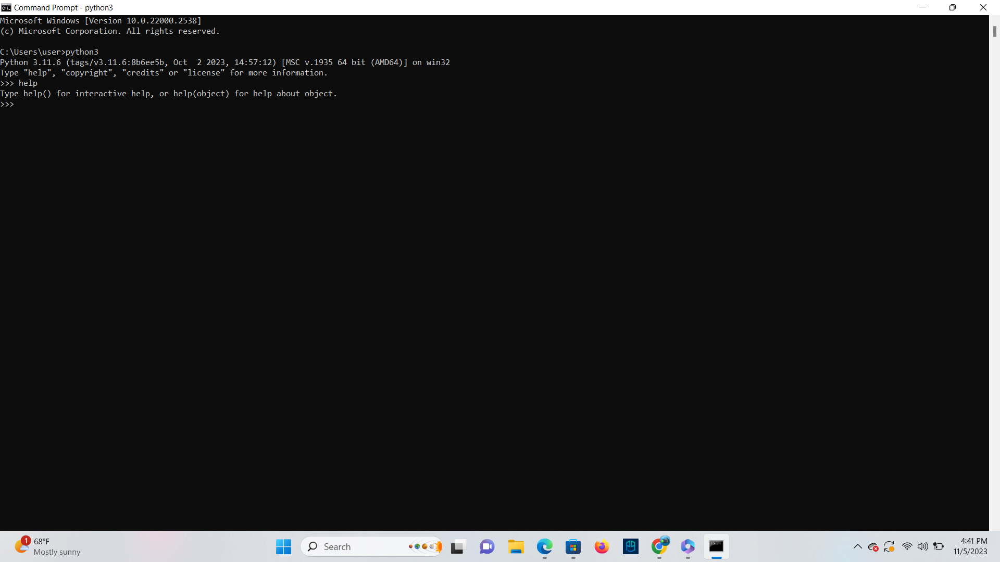 Command Prompt - python3
Microsoft Windows [Version 10.0.22000.2538]
(c) Microsoft Corporation. All rights reserved.
C:\Users\user>python3
Python 3.11.6 (tags/v3.11.6:8b6ee5b, Oct  2 2023, 14:57:12) [MSC v.1935 64 bit (AMD64)] on win32
Type "help", "copyright", "credits" or "license" for more information.
>>> help
Type help() for interactive help, or help(object) for help about object.
>>>
1
68°F
Mostly sunny
Search
4:41 PM
11/5/2023